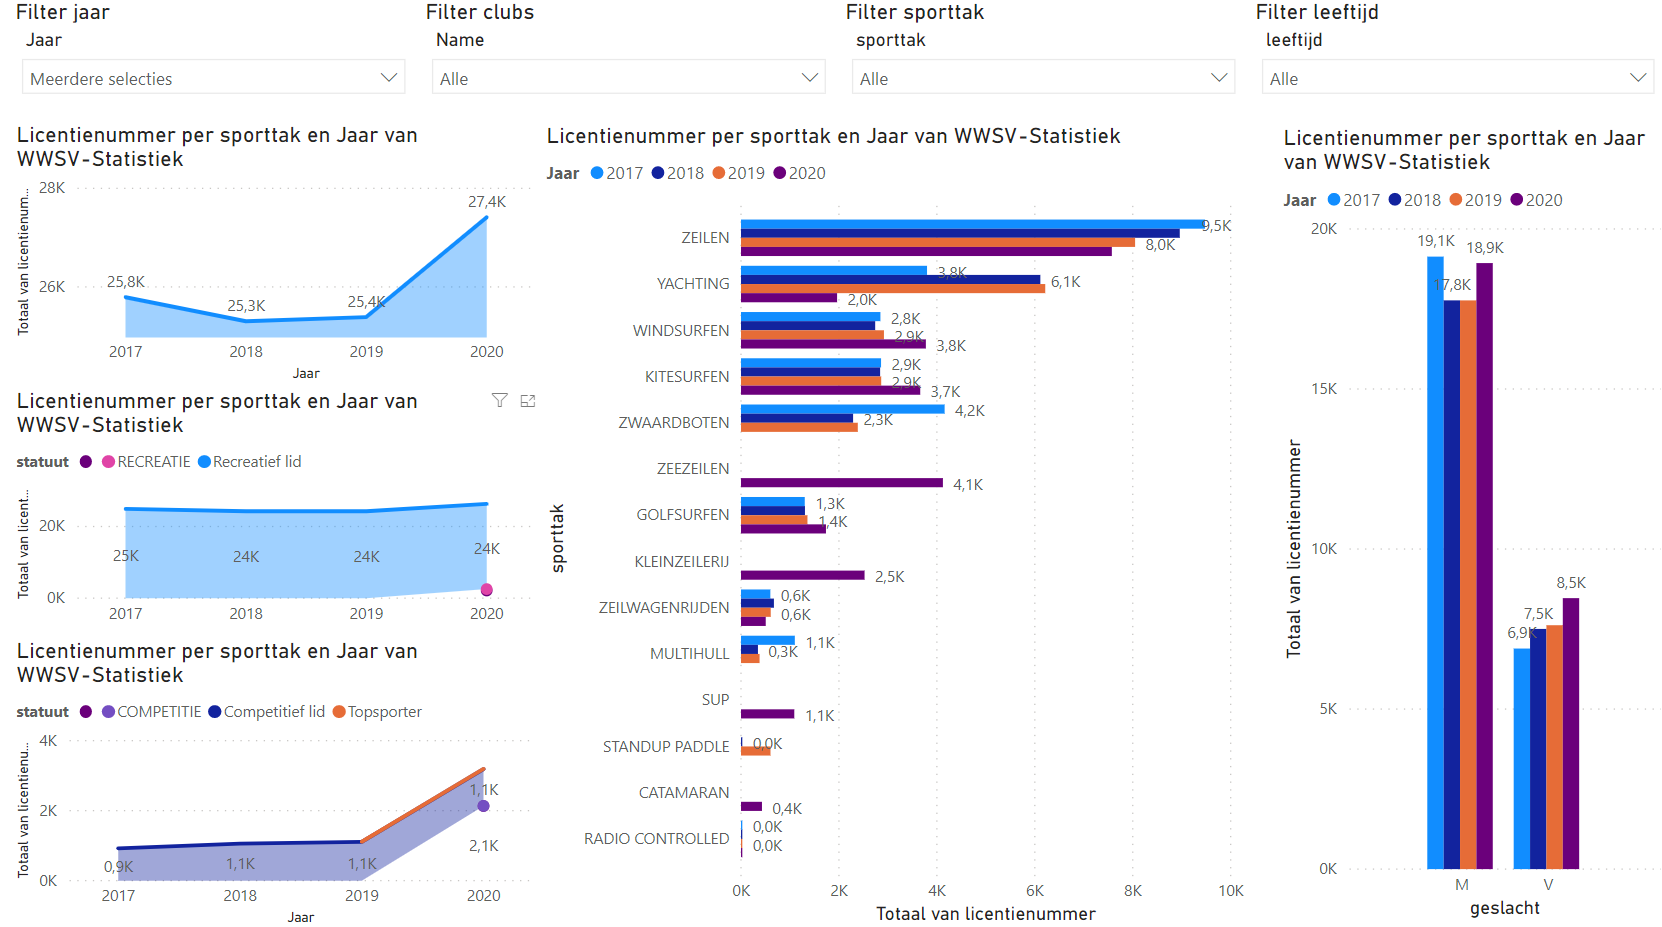 Filter jaar
Jaar
Meerdere selecties
Filter clubs
Name
Alle
Filter sporttak
sporttak
Alle
Filter leeftijd
leeftijd
Alle
Licentienummer per sporttak en Jaar van
WWSV-Statistiek
Totaal van licentienum...
28K
26K
25,8K
25,3K
25,4K
27,4K
2017 2018 2019 2020
Jaar
Licentienummer per sporttak en Jaar van
WWSV-Statistiek
statuut RECREATIE Recreatief lid
Totaal van licent...
20K
0K
25K 24K 24K 24K
2017 2018 2019 2020
Licentienummer per sporttak en Jaar van
WWSV-Statistiek
statuut COMPETITIE Competitief lid Topsporter
Totaal van licentienu...
4K
2K
0K
0,9K 1,1K 1,1K 1,1K
2,1K
2017 2018 2019 2020
Jaar
Licentienummer per sporttak en Jaar van WWSV-Statistiek
Jaar 2017 2018 2019 2020
sporttak
ZEILEN 9,5K 8,0K
YACHTING 3,8K 6,1K 2,0K
WINDSURFEN 2,8K 2,9K 3,8K
KITESURFEN 2,9K 2,9K 3,7K
ZWAARDBOTEN 4,2K 2,3K
ZEEZEILEN 4,1K
GOLFSURFEN 1,3K 1,4K
KLEINZEILERIJ 2,5K
ZEILWAGENRIJDEN 0,6K 0,6K
MULTIHULL 1,1K 0,3K
SUP 1,1K
STANDUP PADDLE 0,0K
CATAMARAN 0,4K
RADIO CONTROLLED 0,0K 0,0K
0K 2K 4K 6K 8K 10K
Totaal van licentienummer
Licentienummer per sporttak en Jaar
van WWSV-Statistiek
Jaar 2017 2018 2019 2020
Totaal van licentienummer
20K
15K
10K
5K
0K
19,1K 17,8K 18,9K
6,9K 7,5K 8,5K
M V
geslacht